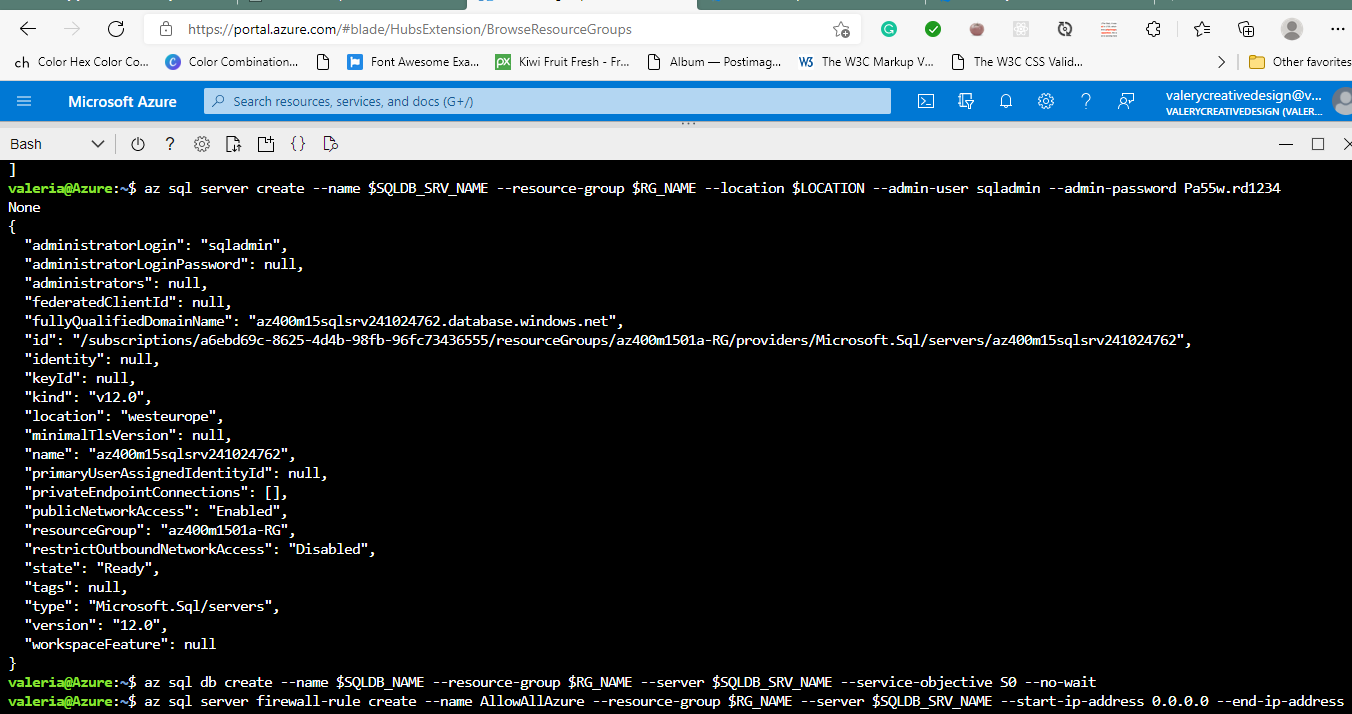 https://portal.azure.com/#blade/HubsExtension/BrowseResourceGroups
ch Color Hex Color Co... C Color Combination... Font Awesome Exa... PX Kiwi Fruit Fresh - Fr... Album — Postimag... W3 The W3C Markup V... The W3C CSS Valid... Other favorites
Microsoft Azure
Search resources, services, and docs (G+/)
valerycreativedesign@v...
VALERYCREATIVEDESIGN (VALER...
Bash
]
valeria@Azure:~$ az sql server create --name $SQLDB_SRV_NAME --resource-group $RG_NAME --location $LOCATION --admin-user sqladmin --admin-password Pa55w.rd1234
None
{
"administratorLogin": "sqladmin",
"administratorLoginPassword": null,
"administrators": null,
"federatedClientId": null,
"fullyQualifiedDomainName": "az400m15sqlsrv241024762.database.windows.net",
"id": "/subscriptions/a6ebd69c-8625-4d4b-98fb-96fc73436555/resourceGroups/az400m1501a-RG/providers/Microsoft.Sql/servers/az400m15sqlsrv241024762",
"identity": null,
"keyId": null,
"kind": "v12.0",
"location": "westeurope",
"minimalTlsVersion": null,
"name": "az400m15sqlsrv241024762",
"primaryUserAssignedIdentityId": null,
"privateEndpointConnections": [],
"publicNetworkAccess": "Enabled",
"resourceGroup": "az400m1501a-RG",
"restrictOutboundNetworkAccess": "Disabled",
"state": "Ready",
"tags": null,
"type": "Microsoft.Sql/servers",
"version": "12.0",
"workspaceFeature": null
}
valeria@Azure:~$ az sql db create --name $SQLDB_NAME --resource-group $RG_NAME --server $SQLDB_SRV_NAME --service-objective S0 --no-wait
valeria@Azure:~$ az sql server firewall-rule create --name AllowAllAzure --resource-group $RG_NAME --server $SQLDB_SRV_NAME --start-ip-address 0.0.0.0 --end-ip-address